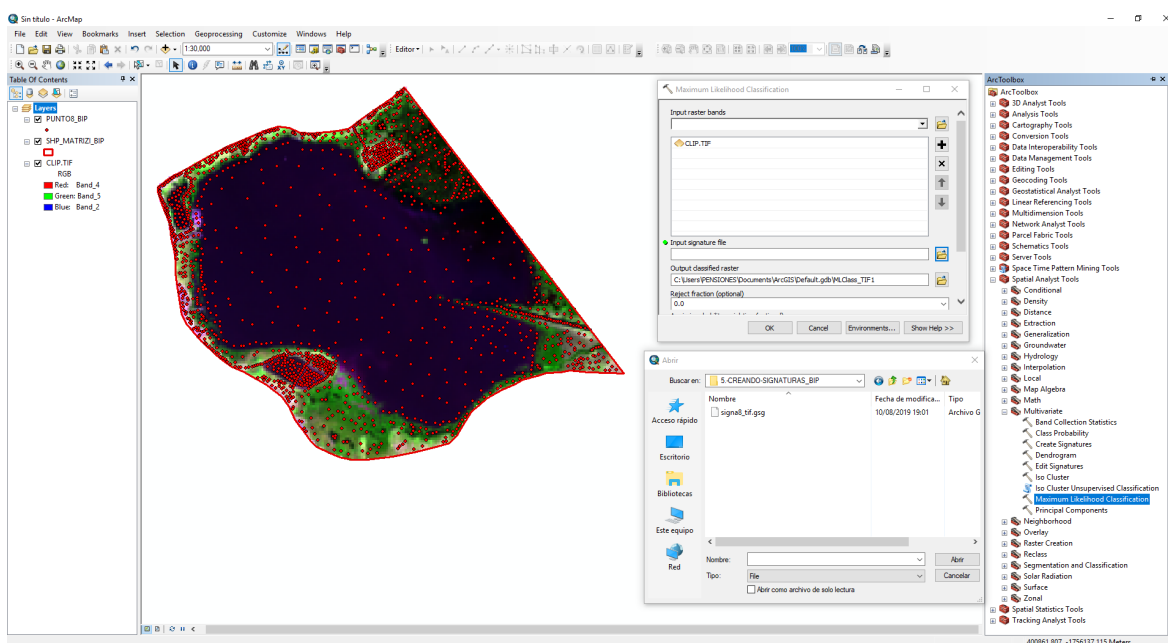 Sin título - ArcMap
File Edit View Bookmarks Insert Selection Geoprocessing Customize Windows Help
1:30,000
Editor
Table Of Contents
Layers
PUNTO8_BIP
SHP_MATRIZI_BIP
CLIP.TIF
RGB
Red: Band_4
Green: Band_5
Blue: Band_2
Maximum Likelihood Classification
Input raster bands
CLIP.TIF
Input signature file
Output classified raster
C:\Users\PENSIONES\Documents\ArcGIS\Default.gdb\MLClass_TIF1
Reject fraction (optional)
0.0
OK Cancel Environments... Show Help >>
Abrir
Buscar en: 5.-CREANDO-SIGNATURAS_BIP
Nombre Fecha de modifica... Tipo
signa8_tif.gsg 10/08/2019 19:01 Archivo G
Acceso rápido
Escritorio
Bibliotecas
Este equipo
Red
Nombre: Abrir
Tipo: File Cancelar
Abrir como archivo de solo lectura
ArcToolbox
ArcToolbox
3D Analyst Tools
Analysis Tools
Cartography Tools
Conversion Tools
Data Interoperability Tools
Data Management Tools
Editing Tools
Geocoding Tools
Geostatistical Analyst Tools
Linear Referencing Tools
Multidimension Tools
Network Analyst Tools
Parcel Fabric Tools
Schematics Tools
Server Tools
Space Time Pattern Mining Tools
Spatial Analyst Tools
Conditional
Density
Distance
Extraction
Generalization
Groundwater
Hydrology
Interpolation
Local
Map Algebra
Math
Multivariate
Band Collection Statistics
Class Probability
Create Signatures
Dendrogram
Edit Signatures
Iso Cluster
Iso Cluster Unsupervised Classification
Maximum Likelihood Classification
Principal Components
Neighborhood
Overlay
Raster Creation
Reclass
Segmentation and Classification
Solar Radiation
Surface
Zonal
Spatial Statistics Tools
Tracking Analyst Tools
400861.907 -1756137.115 Meters